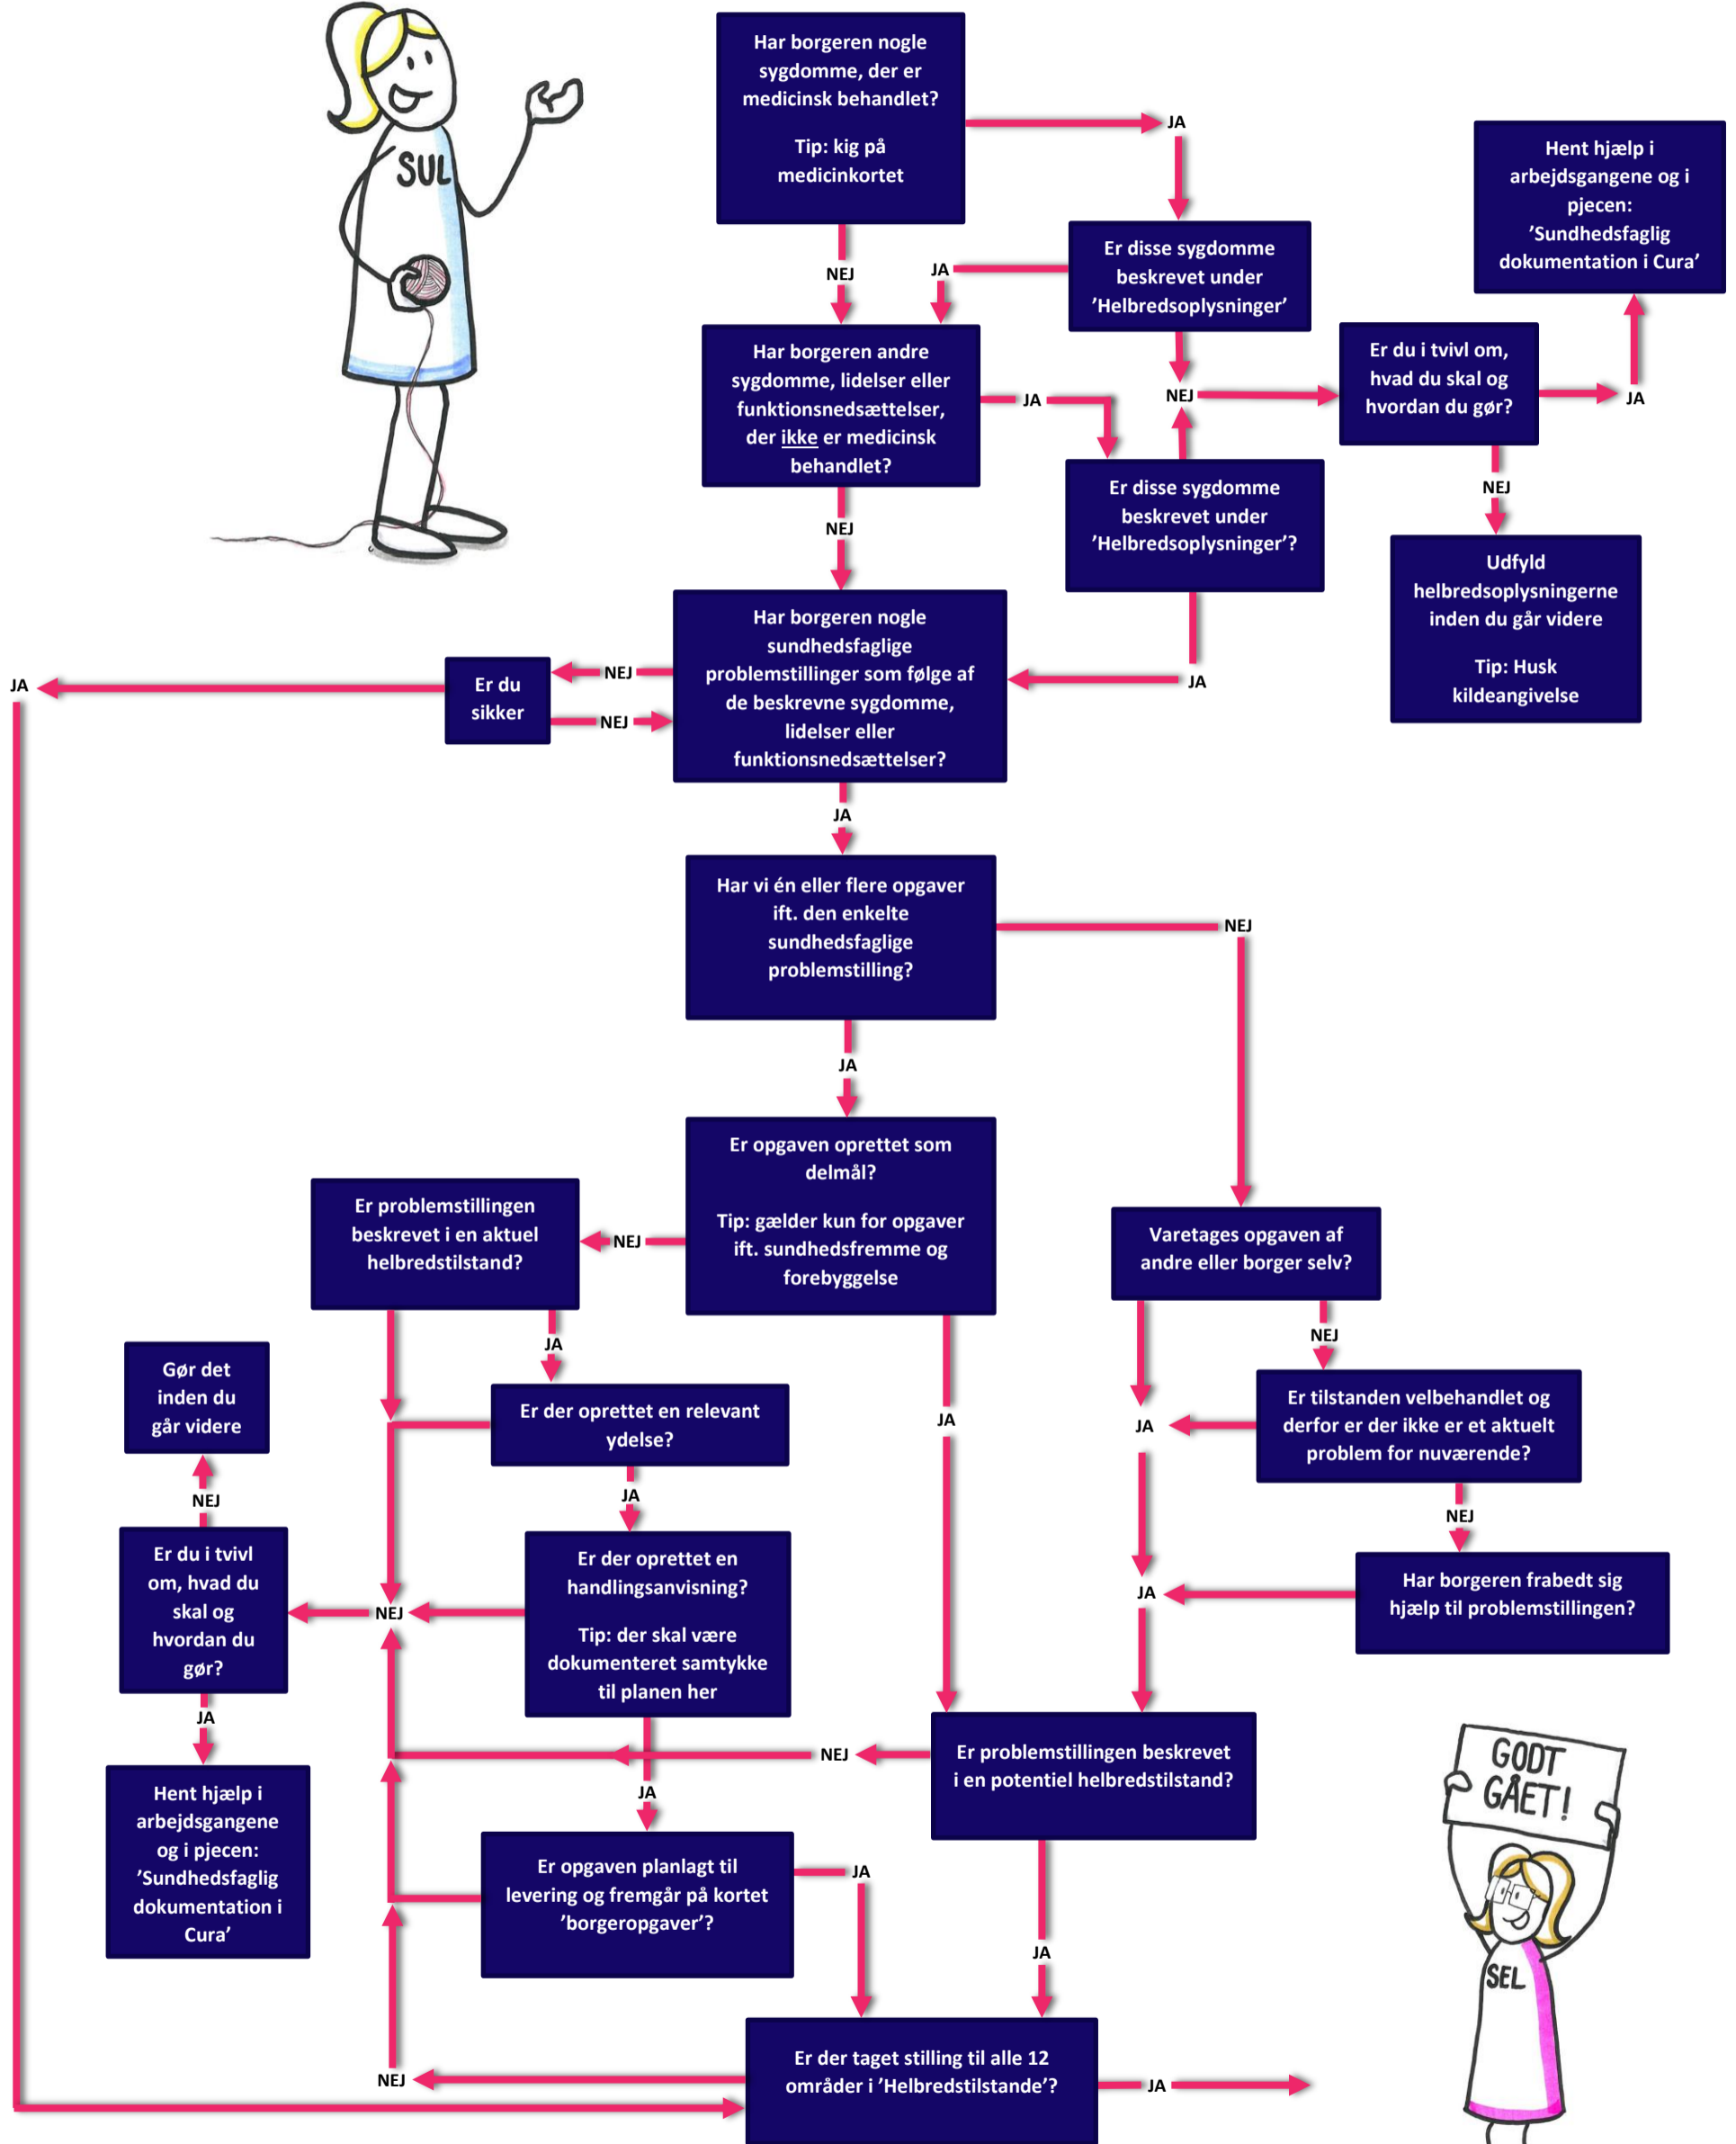 SUL
Har borgeren nogle
sygdomme, der er
medicinsk behandlet?
Tip: kig på
medicinkortet
JA
NEJ
Er disse sygdomme
beskrevet under
’Helbredsoplysninger’
JA
NEJ
Hent hjælp i
arbejdsgangene og i
pjecen:
’Sundhedsfaglig
dokumentation i Cura’
Er du i tvivl om,
hvad du skal og
hvordan du gør?
JA
NEJ
Udfyld
helbredsoplysningerne
inden du går videre
Tip: Husk
kildeangivelse
Har borgeren andre
sygdomme, lidelser eller
funktionsnedsættelser,
der ikke er medicinsk
behandlet?
JA
NEJ
Er disse sygdomme
beskrevet under
’Helbredsoplysninger’?
JA
Har borgeren nogle
sundhedsfaglige
problemstillinger som følge af
de beskrevne sygdomme,
lidelser eller
funktionsnedsættelser?
NEJ
NEJ
Er du
sikker
JA
JA
Har vi én eller flere opgaver
ift. den enkelte
sundhedsfaglige
problemstilling?
NEJ
JA
Er opgaven oprettet som
delmål?
Tip: gælder kun for opgaver
ift. sundhedsfremme og
forebyggelse
NEJ
JA
Er problemstillingen
beskrevet i en aktuel
helbredstilstand?
JA
Varetages opgaven af
andre eller borger selv?
NEJ
JA
Er tilstanden velbehandlet og
derfor er der ikke er et aktuelt
problem for nuværende?
NEJ
JA
Har borgeren frabedt sig
hjælp til problemstillingen?
Gør det
inden du
går videre
NEJ
Er der oprettet en relevant
ydelse?
JA
Er du i tvivl
om, hvad du
skal og
hvordan du
gør?
JA
NEJ
Er der oprettet en
handlingsanvisning?
Tip: der skal være
dokumenteret samtykke
til planen her
JA
Hent hjælp i
arbejdsgangene
og i pjecen:
’Sundhedsfaglig
dokumentation i
Cura’
Er problemstillingen beskrevet
i en potentiel helbredstilstand?
NEJ
JA
Er opgaven planlagt til
levering og fremgår på kortet
’borgeropgaver’?
JA
Er der taget stilling til alle 12
områder i ’Helbredstilstande’?
NEJ
JA
GODT
GÅET!
SEL